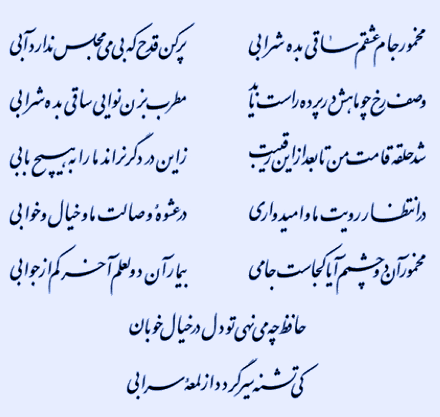 مخمور جام عشقم ساقی بده شرابی پر کن قدح که بی می مجلس ندارد آبی
وصف رخ چو ماهش در پرده راست ناید مطرب بزن نوایی ساقی بده شرابی
شد حلقه قامت من تا بعد از این رقیبت زین در دگر نراند ما را به هیچ بابی
در انتظار رویت ما و امیدواری در عشوهٔ وصالت ما و خیال و خوابی
مخمور آن دو چشمم آیا کجاست جامی بیمار آن دو لعلم آخر کم از جوابی
حافظ چه می‌نهی تو دل در خیال خوبان
کی تشنه سیر گردد از لمعهٔ سرابی